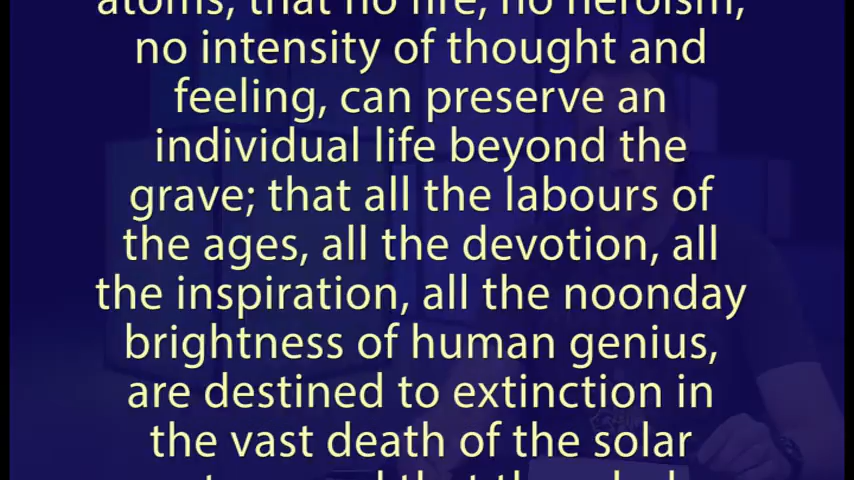 atoms, that no fire, no heroism,
no intensity of thought and
feeling, can preserve an
individual life beyond the
grave; that all the labours of
the ages, all the devotion, all
the inspiration, all the noonday
brightness of human genius,
are destined to extinction in
the vast death of the solar